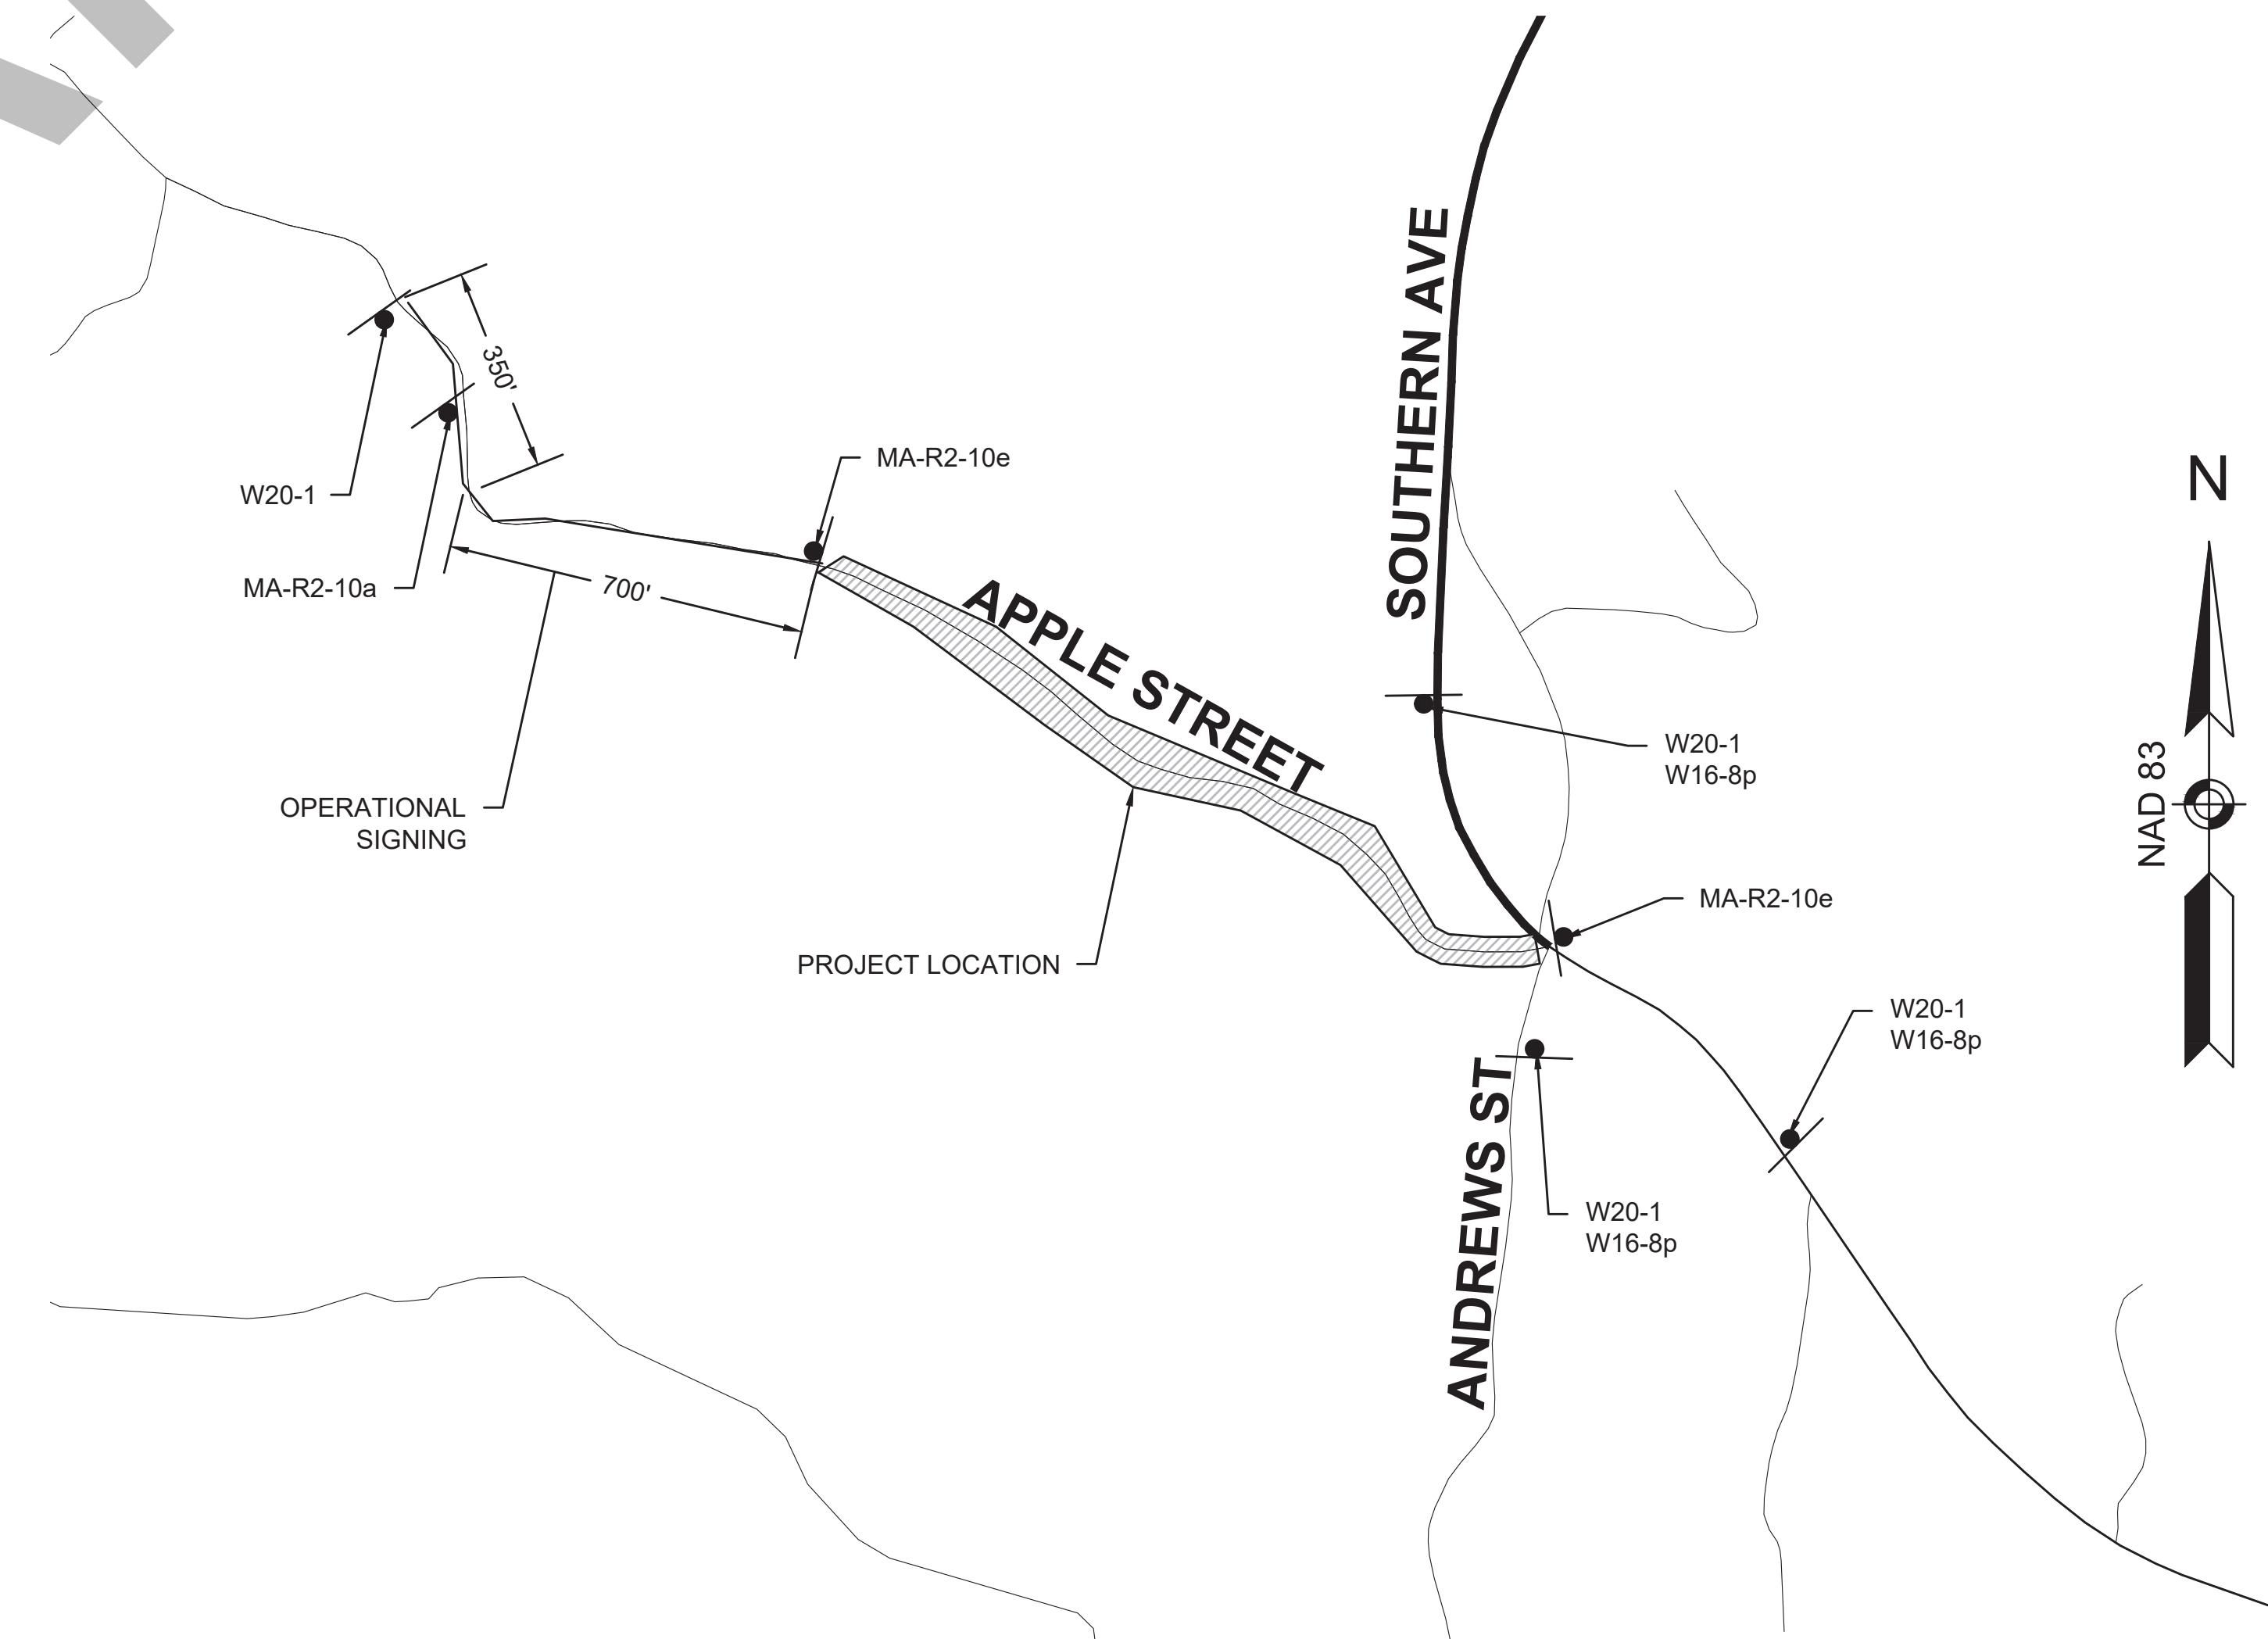 SOUTHERN AVE
350'
MA-R2-10e
N
W20-1
MA-R2-10a
700'
APPLE STREET
W20-1
W16-8p
NAD 83
OPERATIONAL
SIGNING
MA-R2-10e
PROJECT LOCATION
W20-1
W16-8p
ANDREWS ST
W20-1
W16-8p